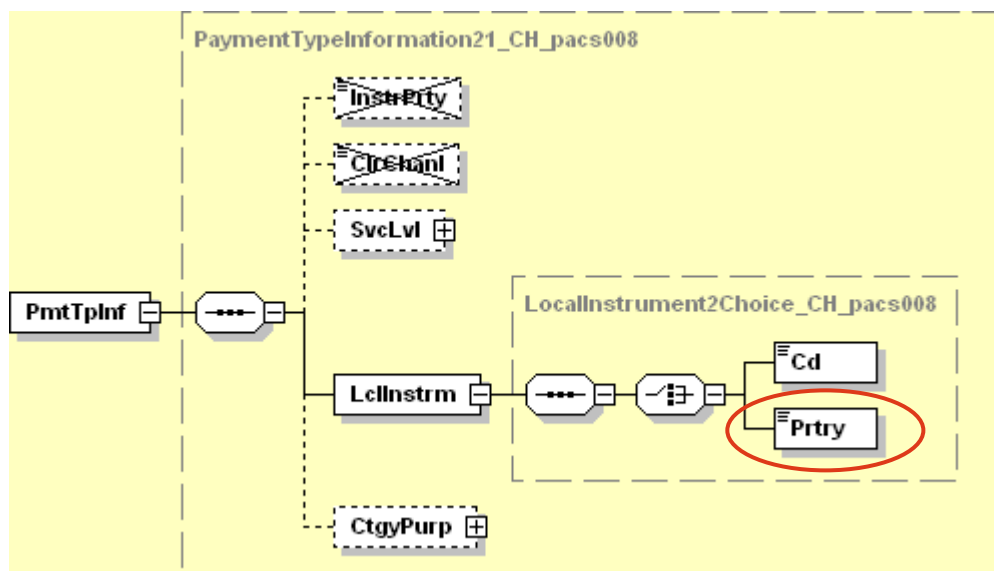 PaymentTypeInformation21_CH_pacs008
InstrPrty
ClrChanl
SvcLvl
PmtTpInf
LocalInstrument2Choice_CH_pacs008
Cd
LclInstrm
Prtry
CtgyPurp